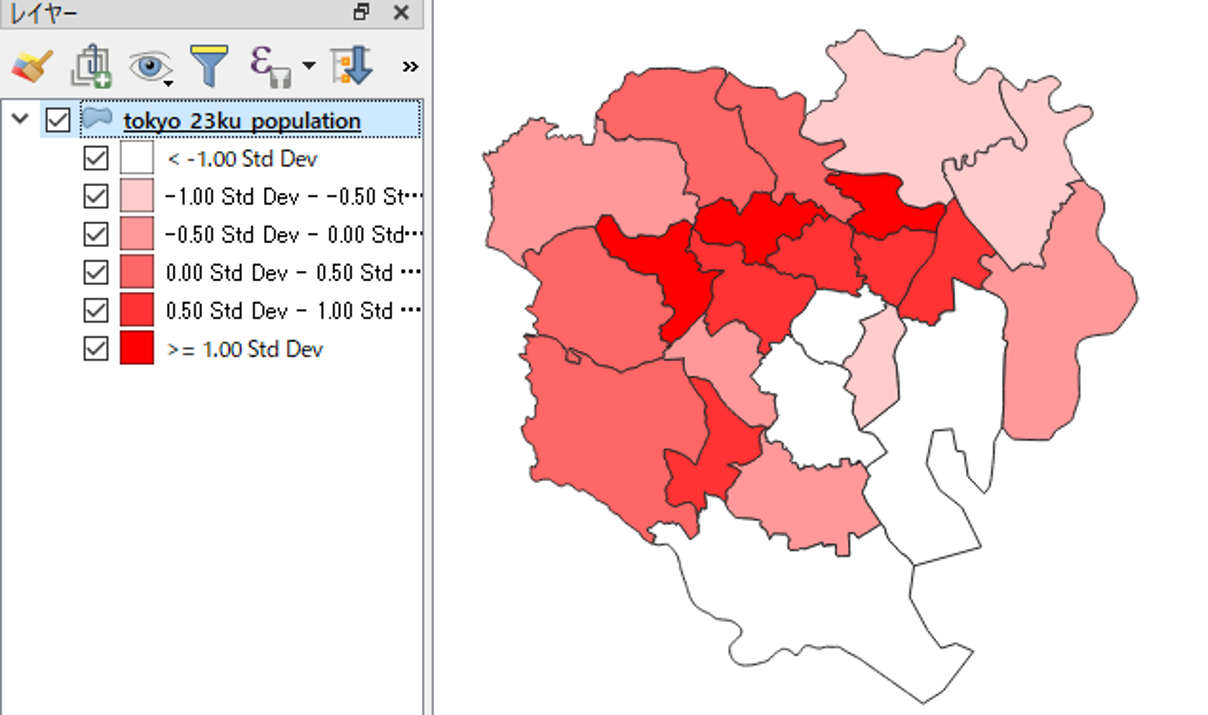 レイヤー
tokyo_23ku_population
< -1.00 Std Dev
-1.00 Std Dev - -0.50 St…
-0.50 Std Dev - 0.00 Std…
0.00 Std Dev - 0.50 Std …
0.50 Std Dev - 1.00 Std …
>= 1.00 Std Dev